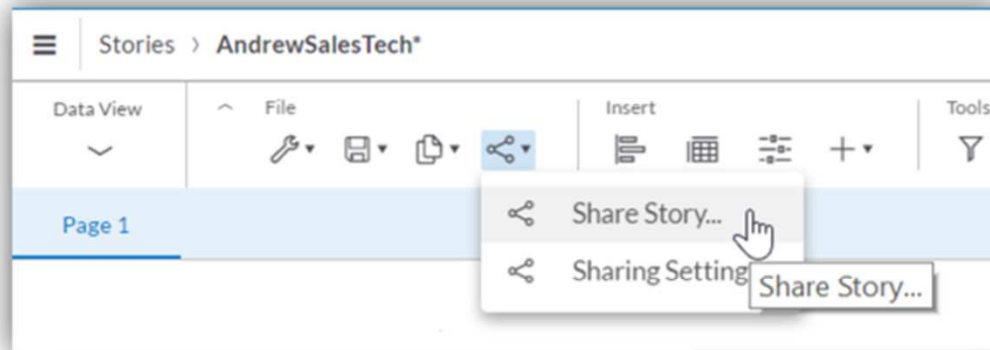 Stories > AndrewSalesTech*
Data View
File
Insert
Tools
Page 1
Share Story...
Sharing Setting
Share Story...